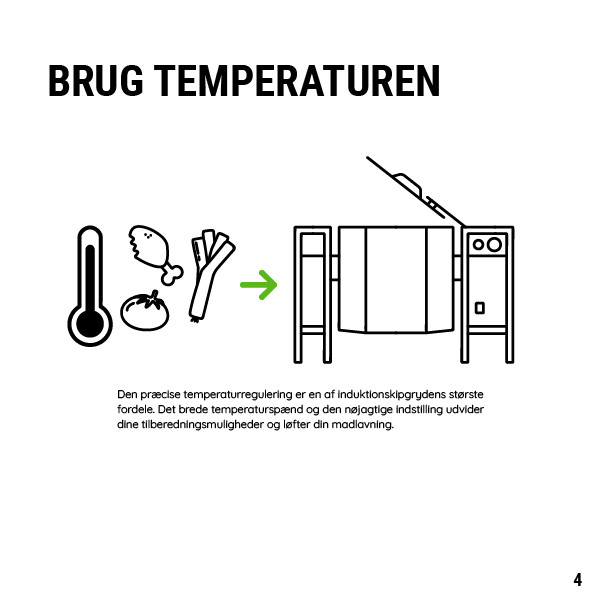 BRUG TEMPERATUREN
Den præcise temperaturregulering er en af induktionskipgrydens største
fordele. Det brede temperaturspænd og den nøjagtige indstilling udvider
dine tilberedningsmuligheder og løfter din madlavning.
4